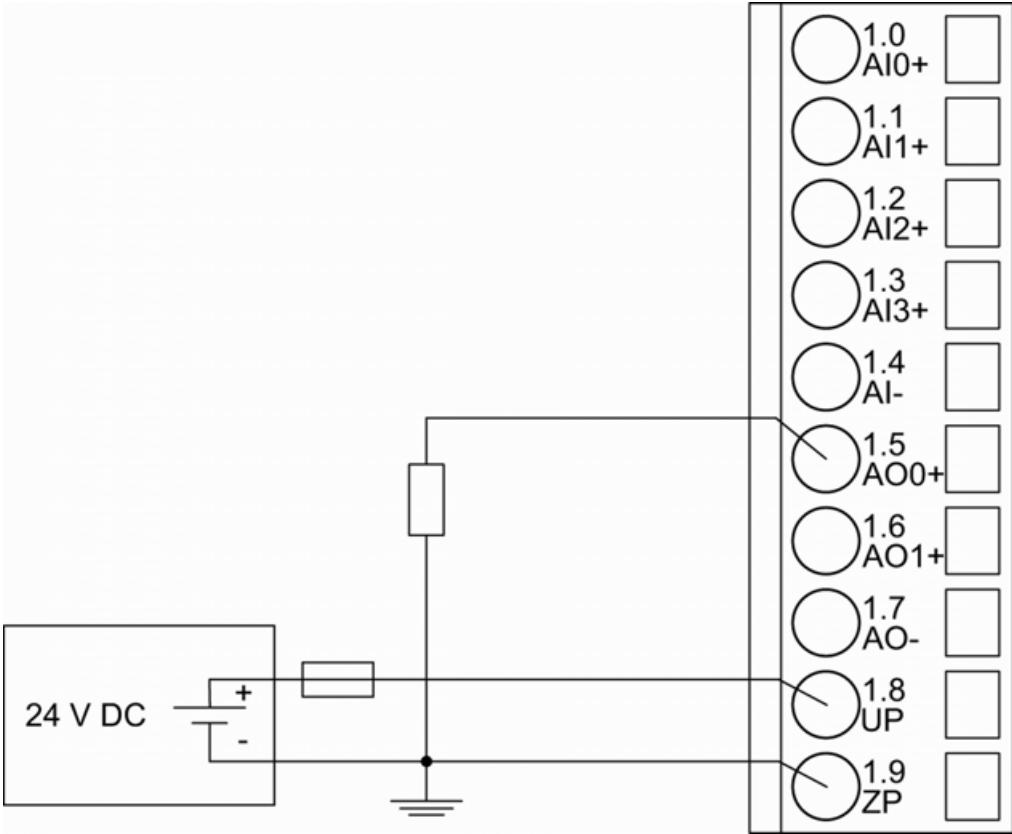 1.0
AI0+
1.1
AI1+
1.2
AI2+
1.3
AI3+
1.4
AI-
1.5
AO0+
1.6
AO1+
1.7
AO-
+
24 V DC
-
1.8
UP
1.9
ZP